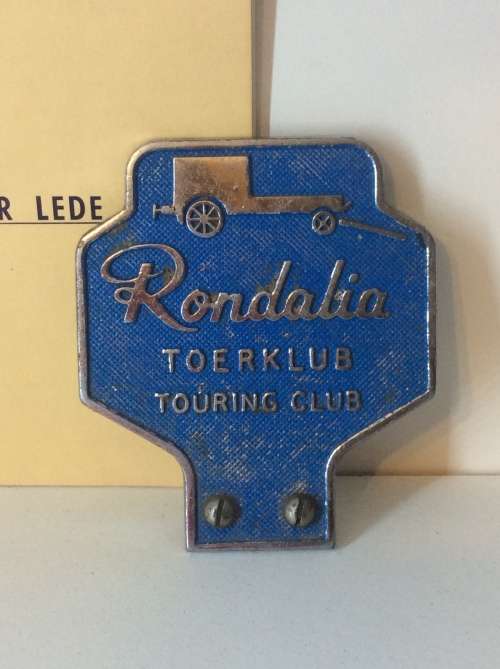 R LEDE
Rondalia
TOERKLUB
TOURING CLUB